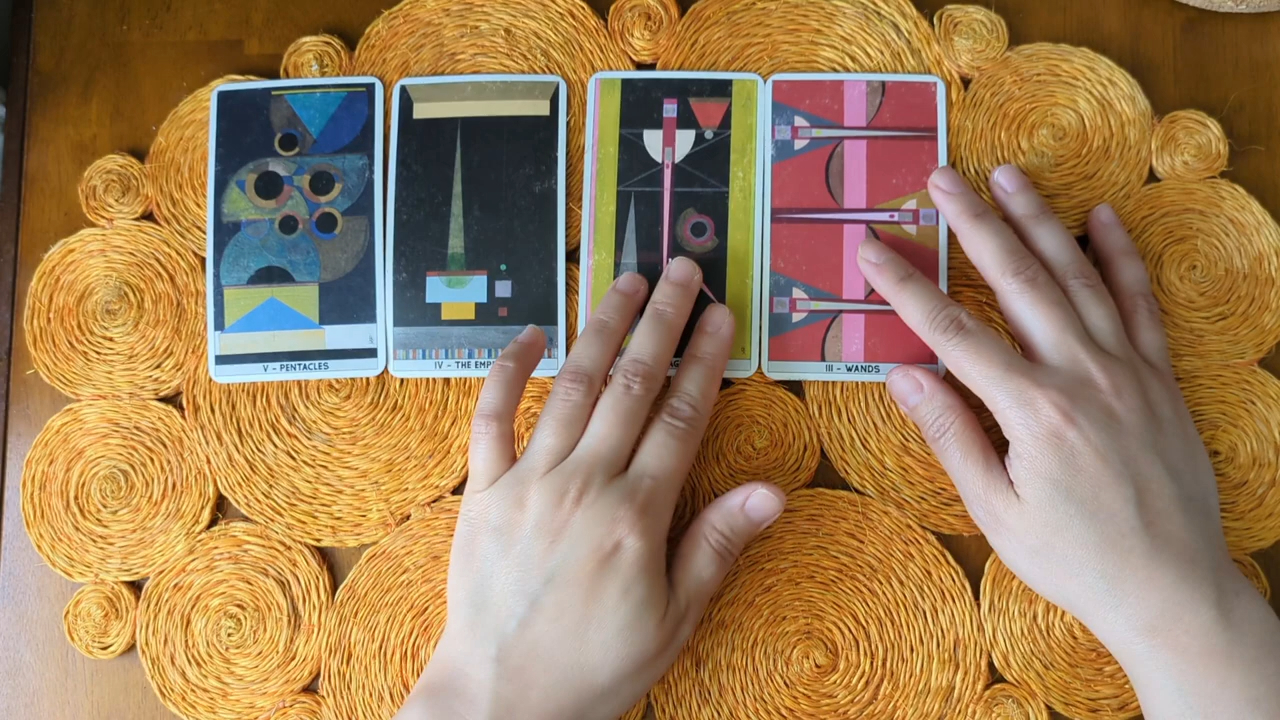 V - PENTACLES
IV - THE EMP
III - WANDS